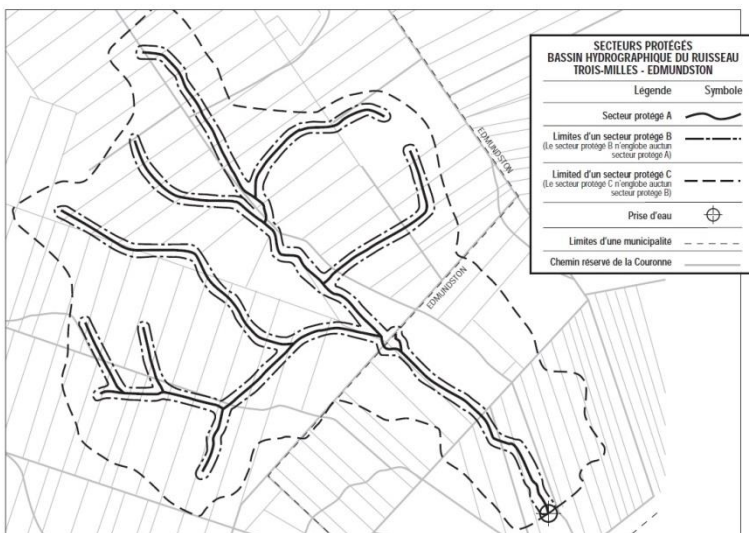 SECTEURS PROTÉGÉS
BASSIN HYDROGRAPHIQUE DU RUISSEAU
TROIS-MILLES - EDMUNDSTON
Légende Symbole
Secteur protégé A
Limites d'un secteur protégé B
(Le secteur protégé B n'englobe aucun
secteur protégé A)
Limited d'un secteur protégé C
(Le secteur protégé C n'englobe aucun
secteur protégé B)
Prise d'eau
Limites d'une municipalité
Chemin réservé de la Couronne
EDMUNDSTON
EDMUNDSTON